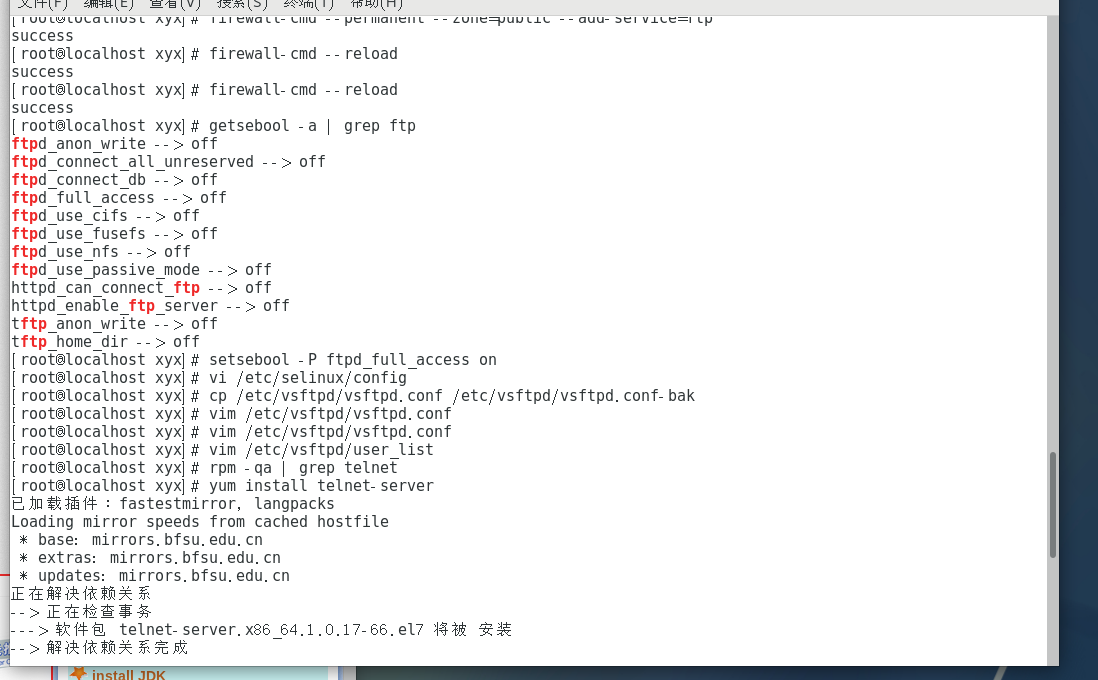 文件(F) 编辑(E) 查看(V) 搜索(S) 终端(T) 帮助(H)
[root@localhost xyx]# firewall-cmd --permanent --zone=public --add-service=ftp
success
[root@localhost xyx]# firewall-cmd --reload
success
[root@localhost xyx]# firewall-cmd --reload
success
[root@localhost xyx]# getsebool -a | grep ftp
ftpd_anon_write --> off
ftpd_connect_all_unreserved --> off
ftpd_connect_db --> off
ftpd_full_access --> off
ftpd_use_cifs --> off
ftpd_use_fusefs --> off
ftpd_use_nfs --> off
ftpd_use_passive_mode --> off
httpd_can_connect_ftp --> off
httpd_enable_ftp_server --> off
tftp_anon_write --> off
tftp_home_dir --> off
[root@localhost xyx]# setsebool -P ftpd_full_access on
[root@localhost xyx]# vi /etc/selinux/config
[root@localhost xyx]# cp /etc/vsftpd/vsftpd.conf /etc/vsftpd/vsftpd.conf-bak
[root@localhost xyx]# vim /etc/vsftpd/vsftpd.conf
[root@localhost xyx]# vim /etc/vsftpd/vsftpd.conf
[root@localhost xyx]# vim /etc/vsftpd/user_list
[root@localhost xyx]# rpm -qa | grep telnet
[root@localhost xyx]# yum install telnet-server
已加载插件：fastestmirror, langpacks
Loading mirror speeds from cached hostfile
* base: mirrors.bfsu.edu.cn
* extras: mirrors.bfsu.edu.cn
* updates: mirrors.bfsu.edu.cn
正在解决依赖关系
--> 正在检查事务
---> 软件包 telnet-server.x86_64.1.0.17-66.el7 将被 安装
--> 解决依赖关系完成
install JDK